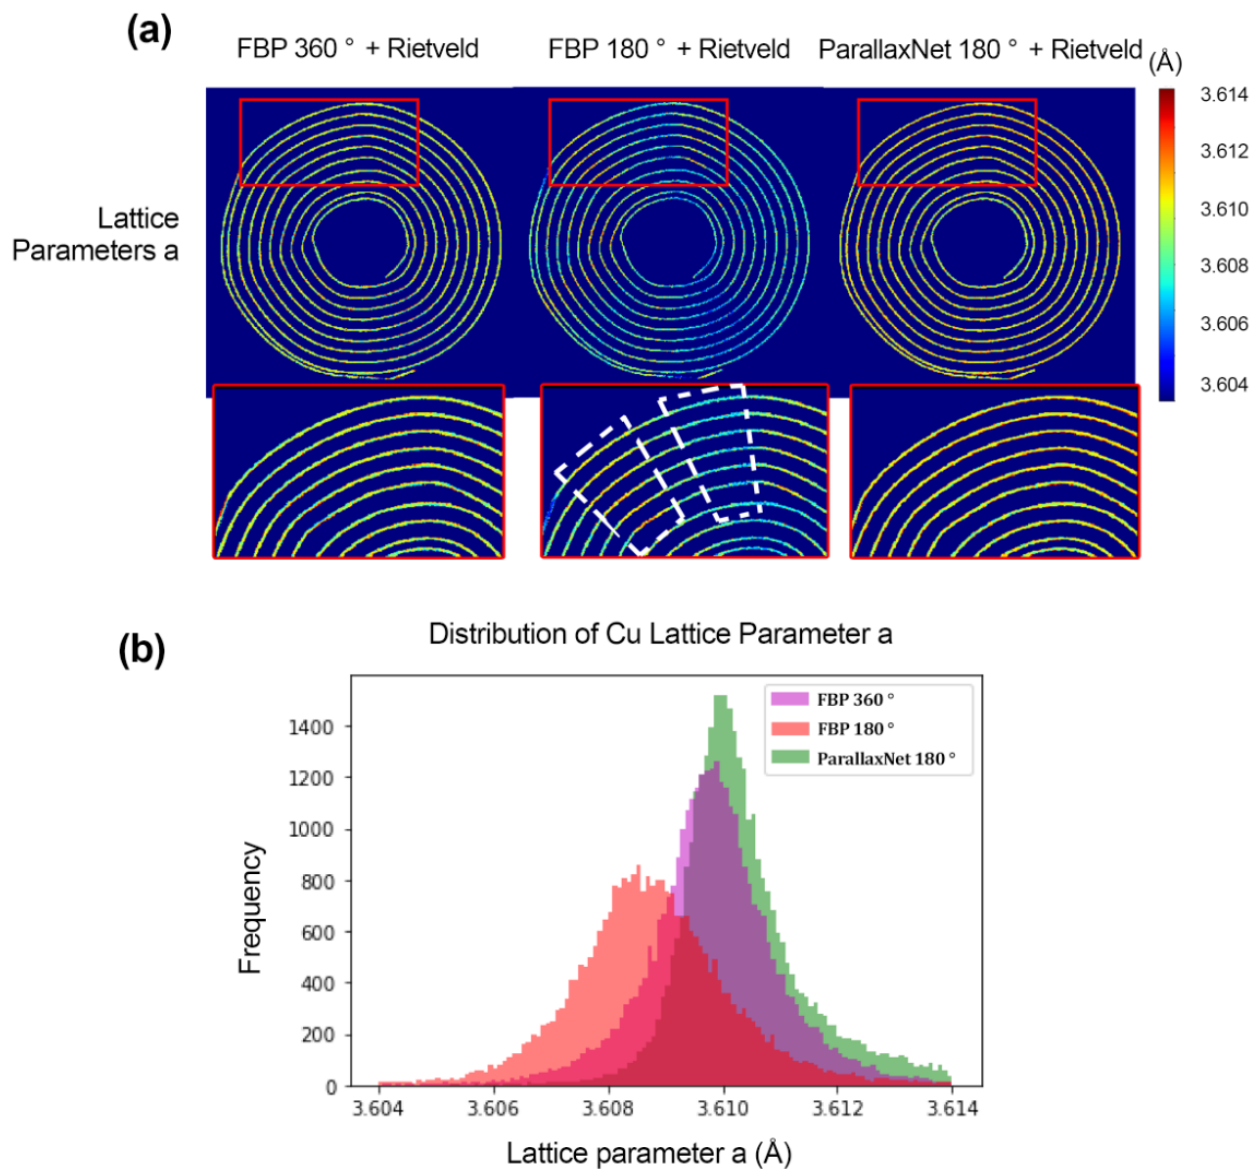 (a)
FBP 360 ° + Rietveld
FBP 180 ° + Rietveld
ParallaxNet 180 ° + Rietveld
(Å)
3.614
3.612
3.610
3.608
3.606
3.604
Lattice
Parameters a
(b)
Distribution of Cu Lattice Parameter a
FBP 360 °
FBP 180 °
ParallaxNet 180 °
Frequency
1400
1200
1000
800
600
400
200
0
3.604
3.606
3.608
3.610
3.612
3.614
Lattice parameter a (Å)